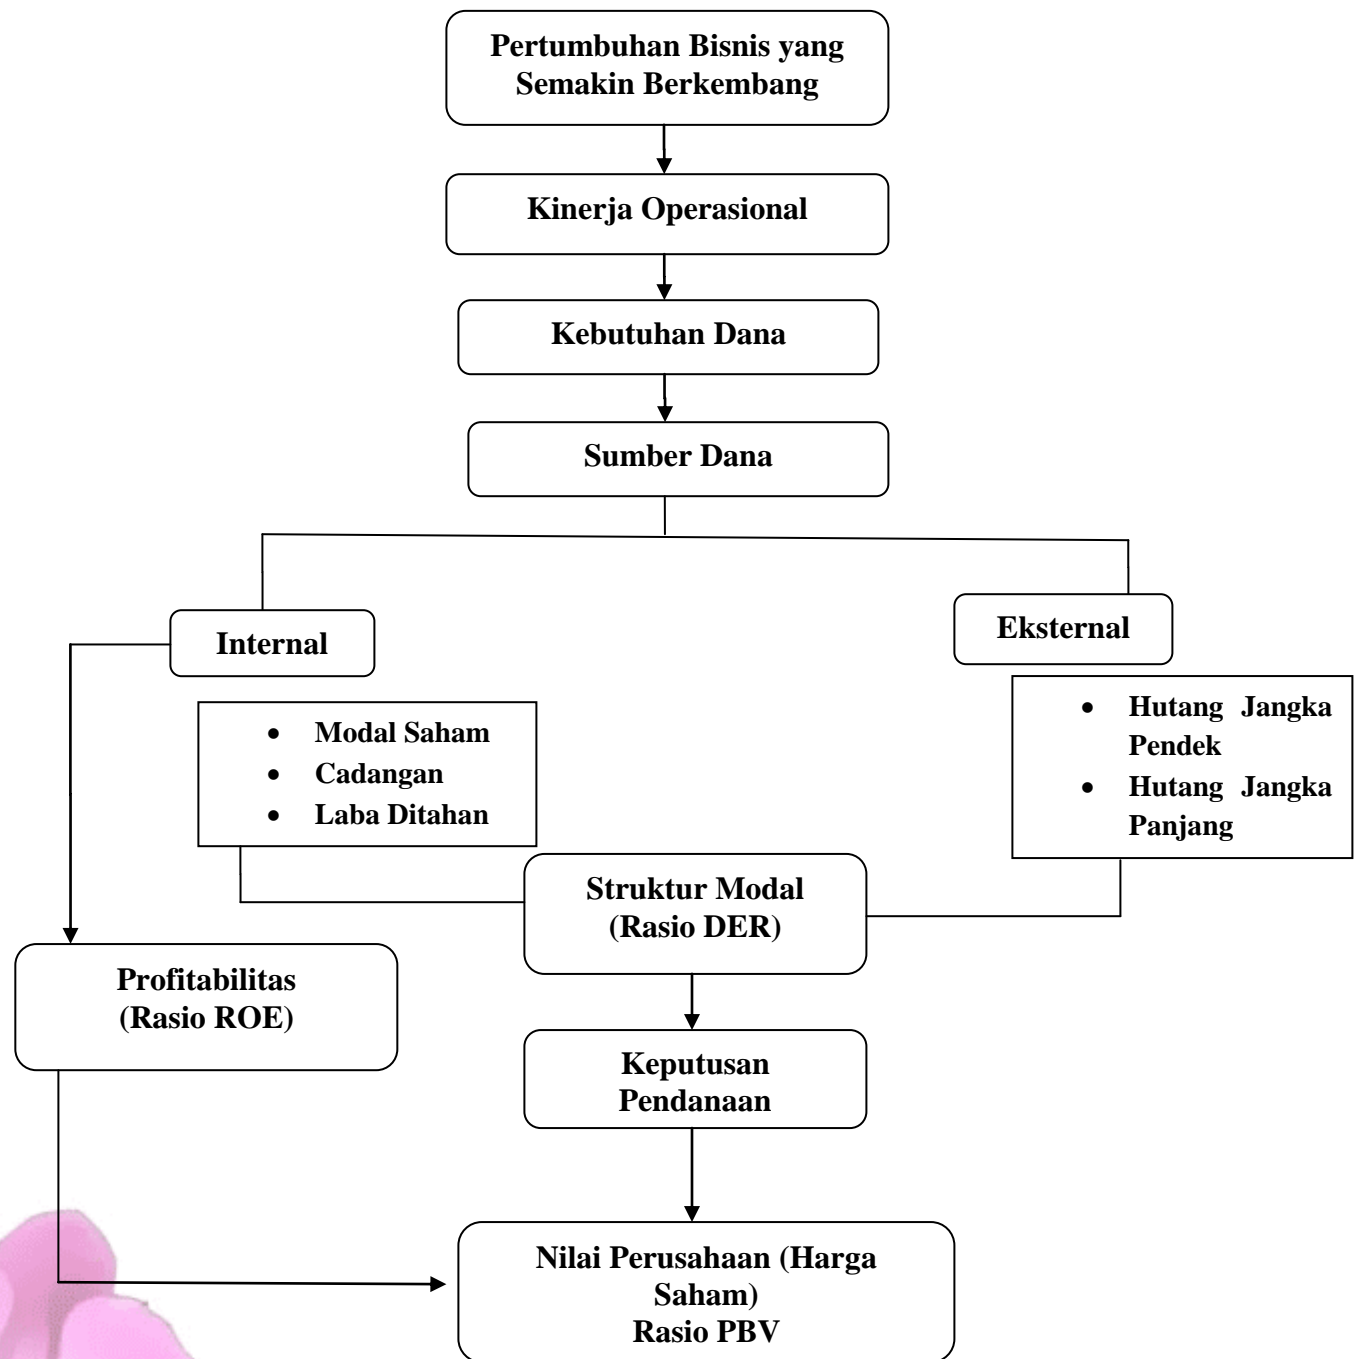 Pertumbuhan Bisnis yang
Semakin Berkembang
Kinerja Operasional
Kebutuhan Dana
Sumber Dana
Internal
Eksternal
• Modal Saham
• Cadangan
• Laba Ditahan
• Hutang Jangka
Pendek
• Hutang Jangka
Panjang
Struktur Modal
(Rasio DER)
Profitabilitas
(Rasio ROE)
Keputusan
Pendanaan
Nilai Perusahaan (Harga
Saham)
Rasio PBV